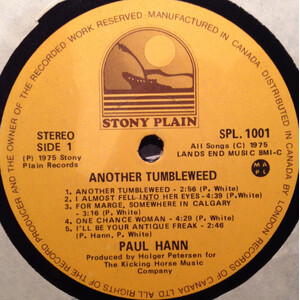 PRODUCER AND THE OWNER OF THE RECORDED WORK RESERVED - MANUFACTURED IN CANADA, DISTRIBUTED IN CANADA BY LONDON RECORDS OF CANADA LTD ALL RIGHTS OF THE RECORD
STONY PLAIN
STEREO
SIDE 1
(P) 1975 Stony
Plain Records
SPL. 1001
All Songs (C) 1975
LANDS END MUSIC BMI-C
MAPL
ANOTHER TUMBLEWEED
1. ANOTHER TUMBLEWEED - 2:56 (P. White)
2. I ALMOST FELL INTO HER EYES - 4:39 (P. White)
3. FOR MARGE, SOMEWHERE IN CALGARY
- 3:16 (P. White)
4. ONE CHANCE WOMAN - 4:29 (P. White)
5. I'LL BE YOUR ANTIQUE FREAK - 2:46
(P. Hann, P. White)
PAUL HANN
Produced by Holger Petersen for
The Kicking Horse Music
Company